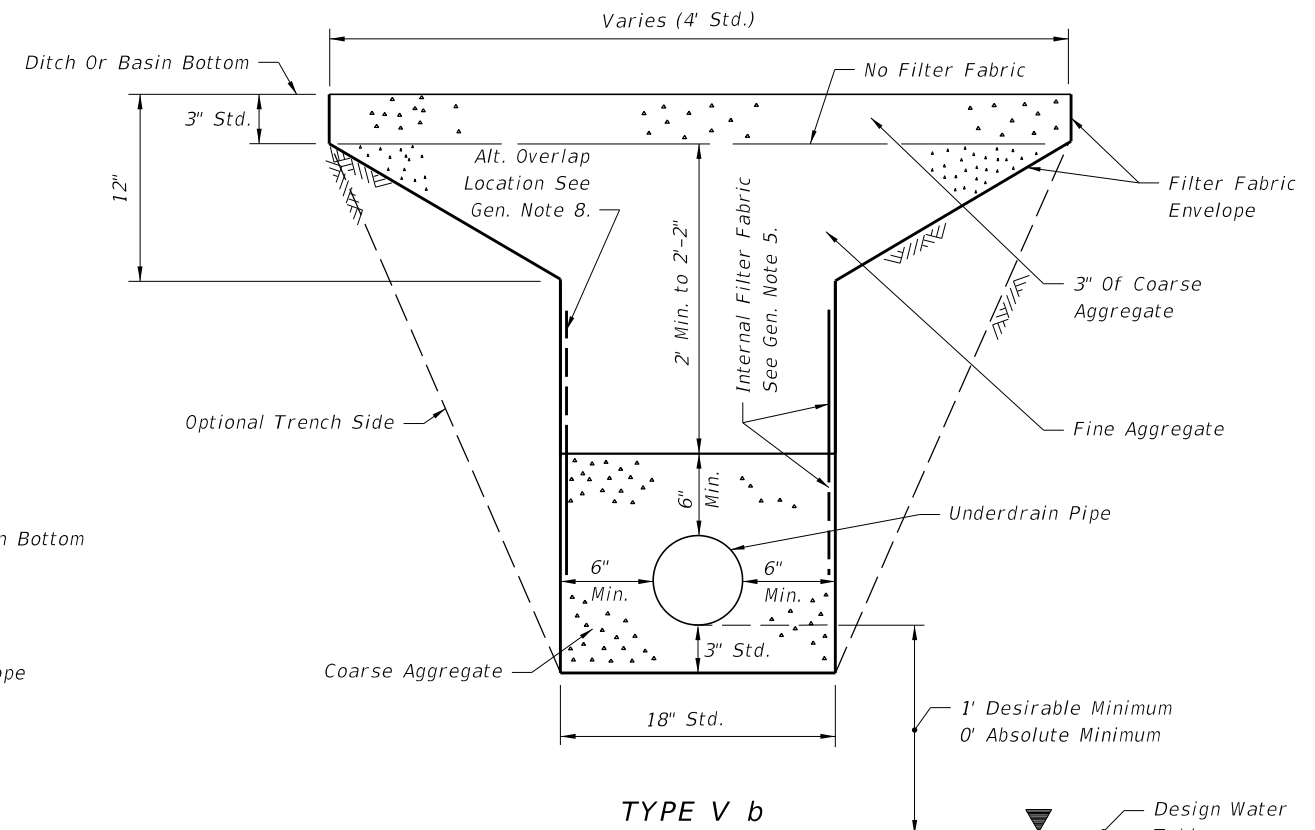 Varies (4' Std.)
Ditch Or Basin Bottom
No Filter Fabric
3" Std.
12"
Alt. Overlap
Location See
Gen. Note 8.
2' Min. to 2'-2"
Internal Filter Fabric
See Gen. Note 5.
Filter Fabric
Envelope
3" Of Coarse
Aggregate
Optional Trench Side
Fine Aggregate
6"
Min.
Underdrain Pipe
n Bottom
6"
Min.
6"
Min.
3" Std.
Coarse Aggregate
ope
18" Std.
1' Desirable Minimum
0' Absolute Minimum
TYPE V b
Design Water